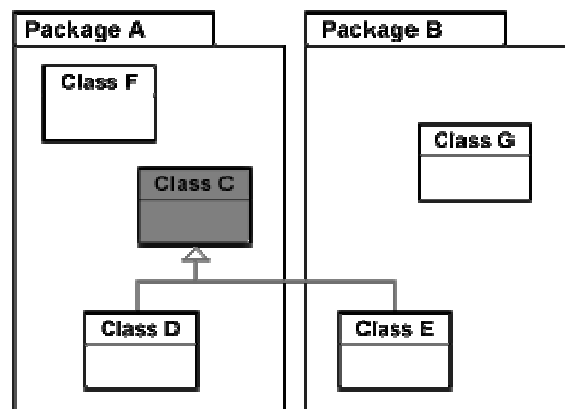 Package A
Package B
Class F
Class G
Class C
Class D
Class E